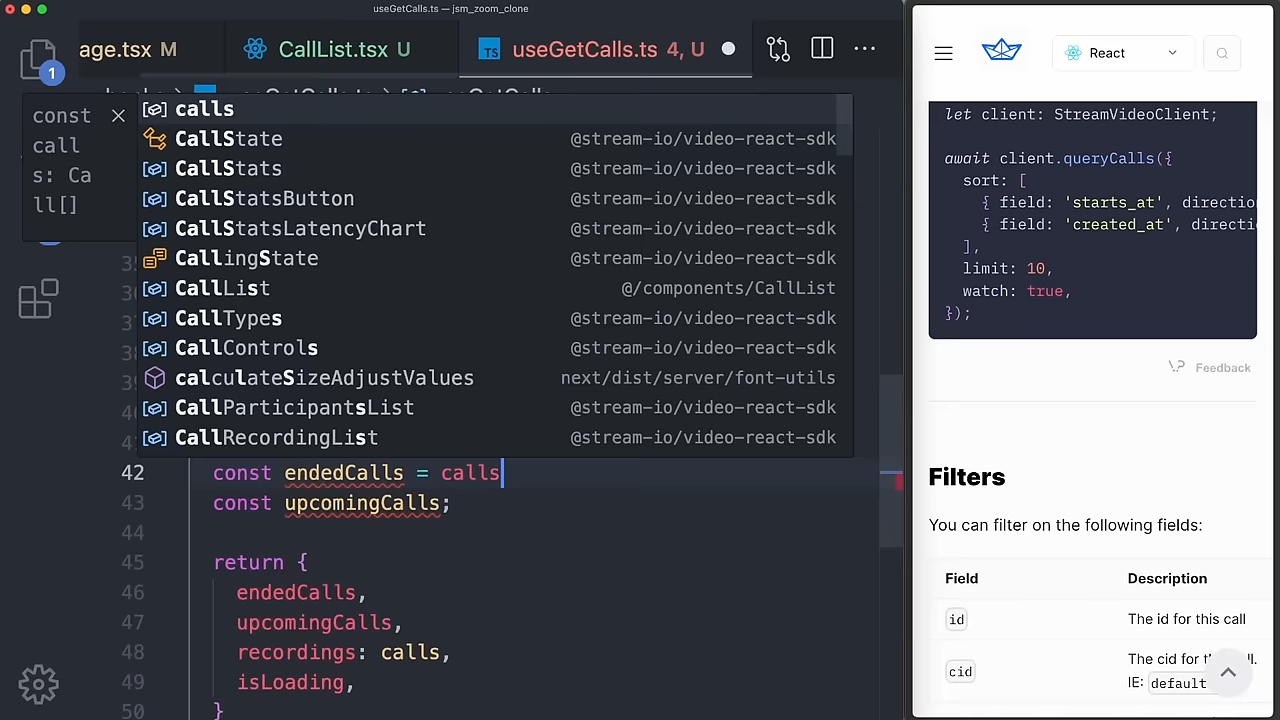 useGetCalls.ts — jsm_zoom_clone
age.tsx M
CallList.tsx U
TS useGetCalls.ts 4, U
1
const
call
s: Ca
ll[]
calls
CallState @stream-io/video-react-sdk
CallStats @stream-io/video-react-sdk
CallStatsButton @stream-io/video-react-sdk
CallStatsLatencyChart @stream-io/video-react-sdk
CallingState @stream-io/video-react-sdk
CallList @/components/CallList
CallTypes @stream-io/video-react-sdk
CallControls @stream-io/video-react-sdk
calculateSizeAdjustValues next/dist/server/font-utils
CallParticipantsList @stream-io/video-react-sdk
CallRecordingList @stream-io/video-react-sdk
42 const endedCalls = calls
43 const upcomingCalls;
44
45 return {
46 endedCalls,
47 upcomingCalls,
48 recordings: calls,
49 isLoading,
50 }
React
let client: StreamVideoClient;
await client.queryCalls({
sort: [
{ field: 'starts_at', direction
{ field: 'created_at', directi
],
limit: 10,
watch: true,
});
Feedback
Filters
You can filter on the following fields:
Field Description
id The id for this call
cid The cid for
IE: default